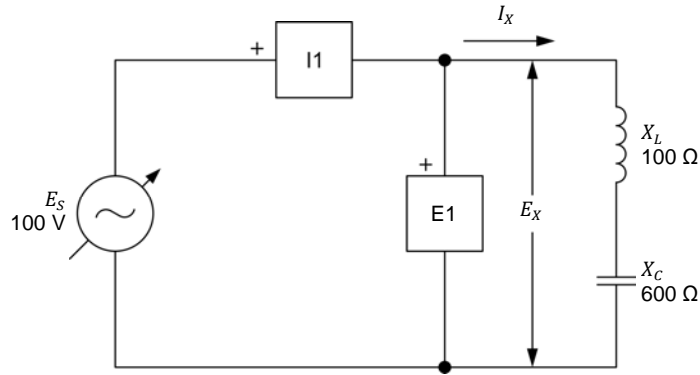 I_X
+
I1
X_L
100 Ω
+
E_S
100 V
E1
E_X
X_C
600 Ω